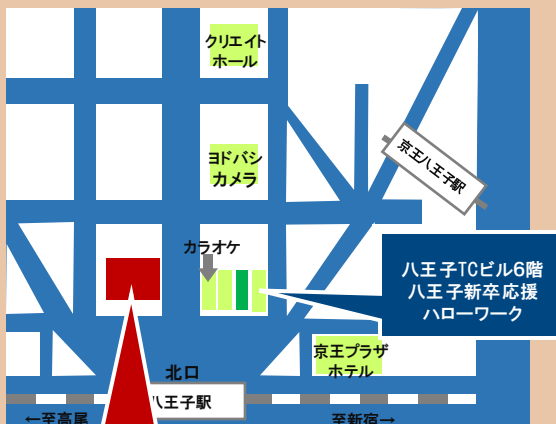 クリエイト
ホール
ヨドバシ
カメラ
京王八王子駅
カラオケ
八王子TCビル6階
八王子新卒応援
ハローワーク
京王プラザ
ホテル
北口
八王子駅
←至高尾
至新宿→